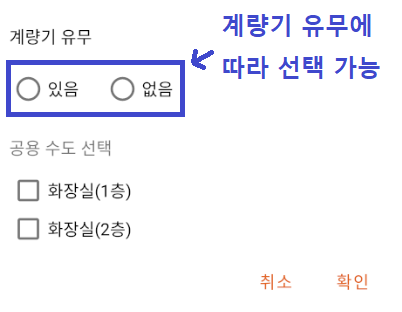 계량기 유무
계량기 유무에
따라 선택 가능
있음 없음
공용 수도 선택
화장실(1층)
화장실(2층)
취소 확인